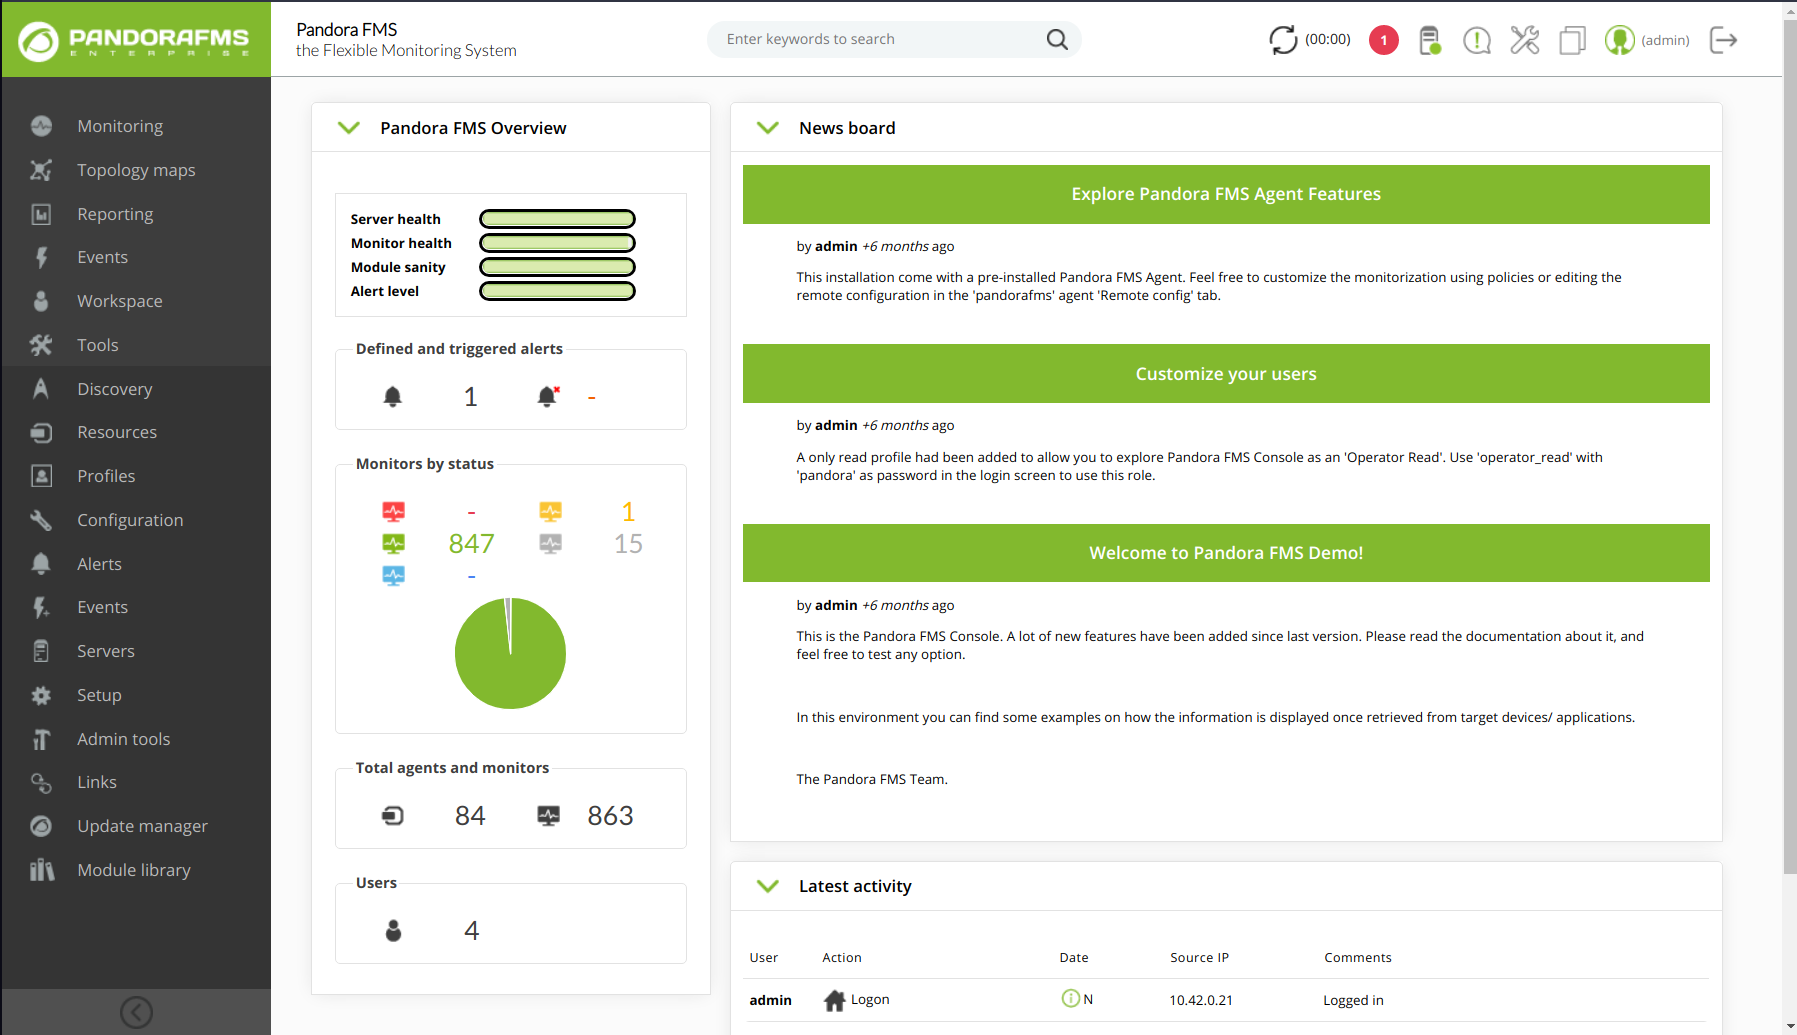 PANDORAFMS
ENTERPRISE
Pandora FMS
the Flexible Monitoring System
Enter keywords to search
(00:00)
1
(admin)
Monitoring
Topology maps
Reporting
Events
Workspace
Tools
Discovery
Resources
Profiles
Configuration
Alerts
Events
Servers
Setup
Admin tools
Links
Update manager
Module library
Pandora FMS Overview
Server health
Monitor health
Module sanity
Alert level
Defined and triggered alerts
1 -
Monitors by status
- 1
847 15
-
Total agents and monitors
84 863
Users
4
News board
Explore Pandora FMS Agent Features
by admin +6 months ago
This installation come with a pre-installed Pandora FMS Agent. Feel free to customize the monitorization using policies or editing the
remote configuration in the 'pandorafms' agent 'Remote config' tab.
Customize your users
by admin +6 months ago
A only read profile had been added to allow you to explore Pandora FMS Console as an 'Operator Read'. Use 'operator_read' with
'pandora' as password in the login screen to use this role.
Welcome to Pandora FMS Demo!
by admin +6 months ago
This is the Pandora FMS Console. A lot of new features have been added since last version. Please read the documentation about it, and
feel free to test any option.
In this environment you can find some examples on how the information is displayed once retrieved from target devices/ applications.
The Pandora FMS Team.
Latest activity
User Action Date Source IP Comments
admin Logon N 10.42.0.21 Logged in